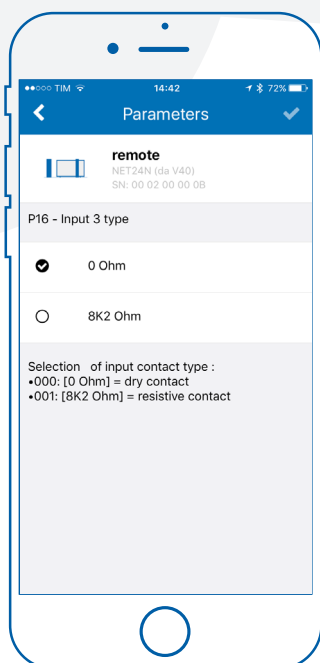 TIM 14:42 72%
Parameters
remote
NET24N (da V40)
SN: 00 02 00 00 0B
P16 - Input 3 type
0 Ohm
8K2 Ohm
Selection of input contact type :
•000: [0 Ohm] = dry contact
•001: [8K2 Ohm] = resistive contact